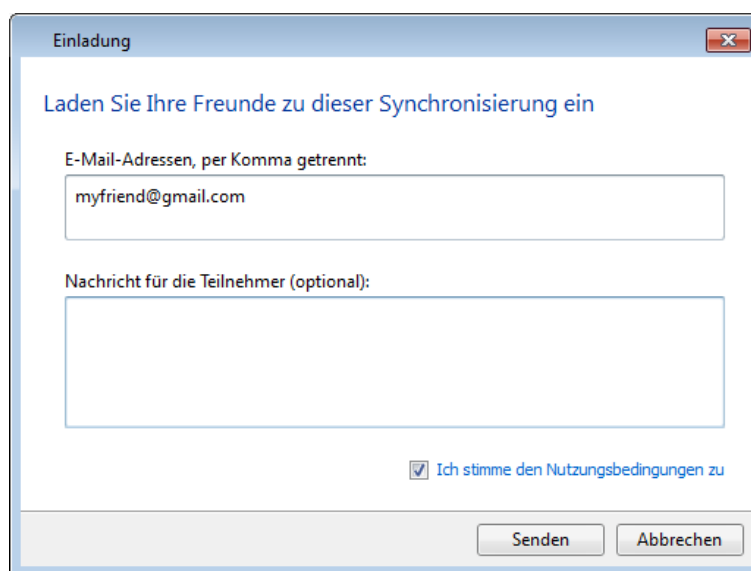 Einladung
Laden Sie Ihre Freunde zu dieser Synchronisierung ein
E-Mail-Adressen, per Komma getrennt:
myfriend@gmail.com
Nachricht für die Teilnehmer (optional):
Ich stimme den Nutzungsbedingungen zu
Senden Abbrechen